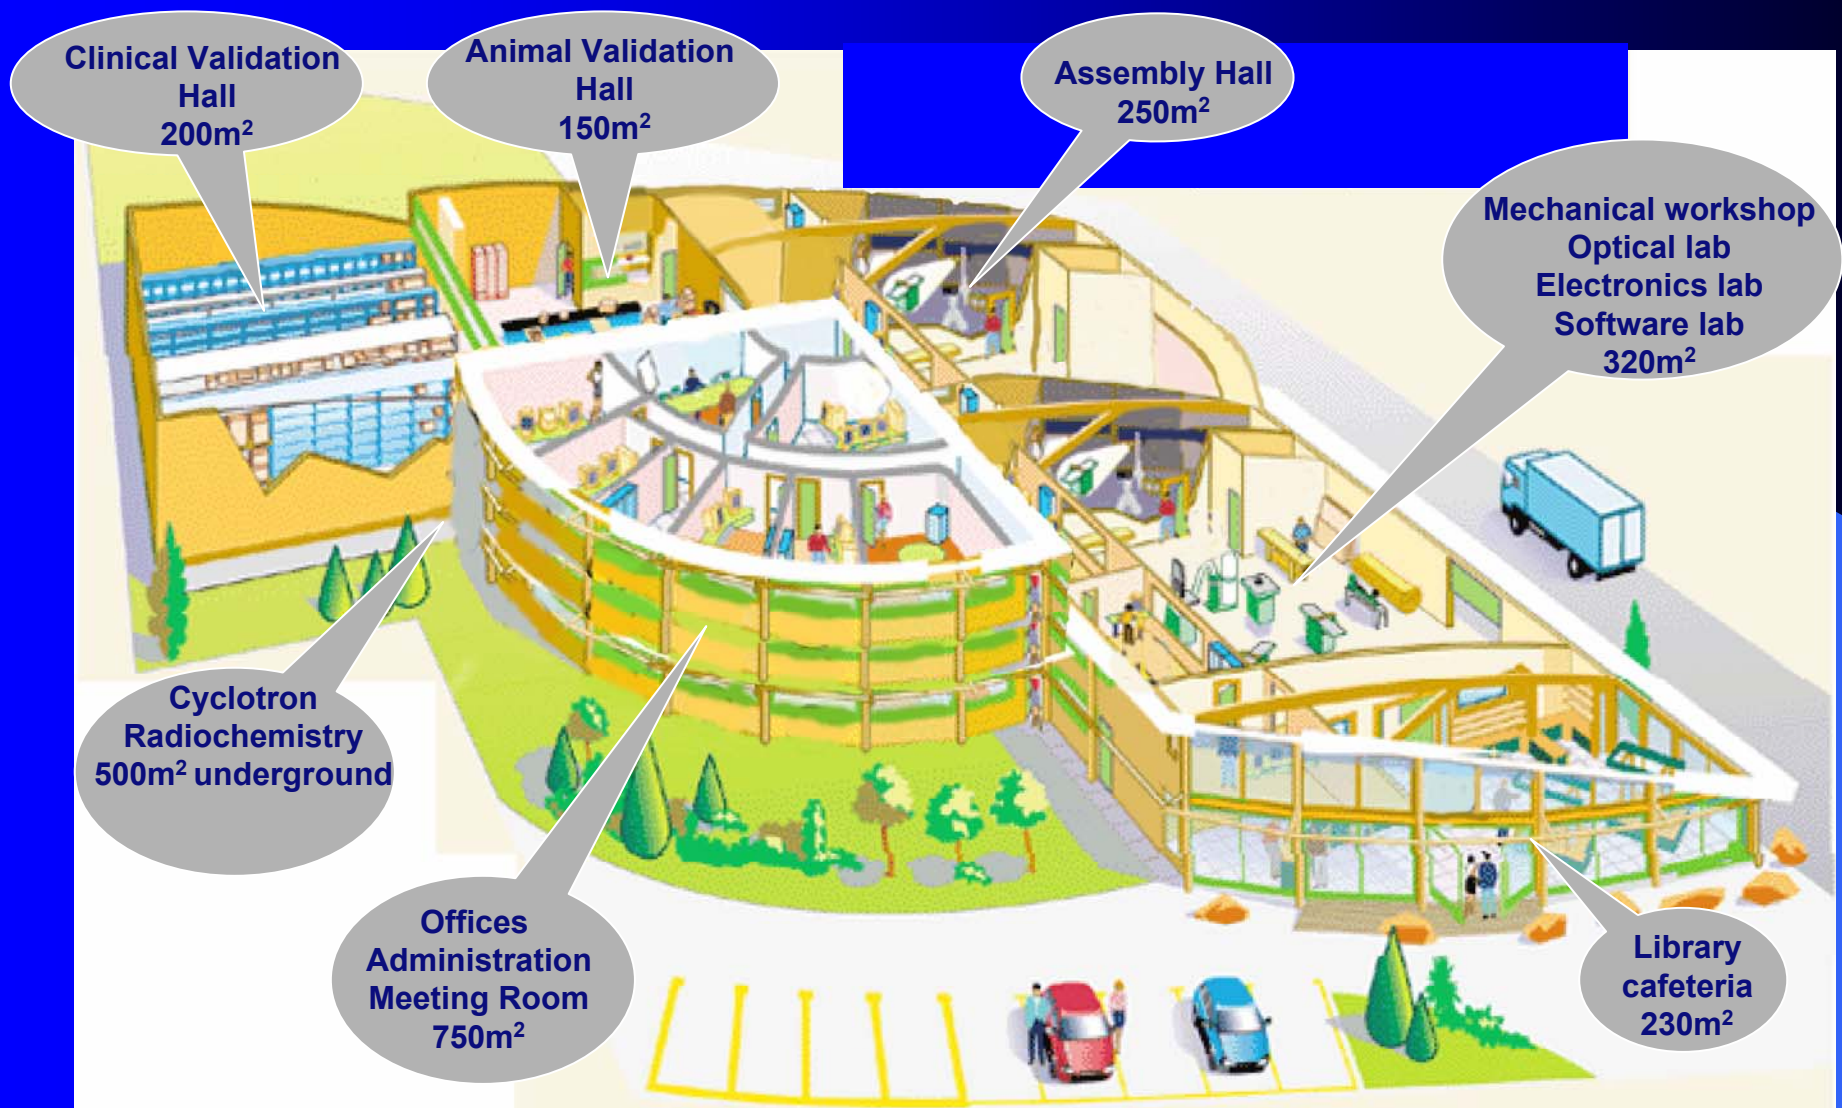 Clinical Validation
Hall
200m²
Animal Validation
Hall
150m²
Assembly Hall
250m²
Mechanical workshop
Optical lab
Electronics lab
Software lab
320m²
Cyclotron
Radiochemistry
500m² underground
Offices
Administration
Meeting Room
750m²
Library
cafeteria
230m²